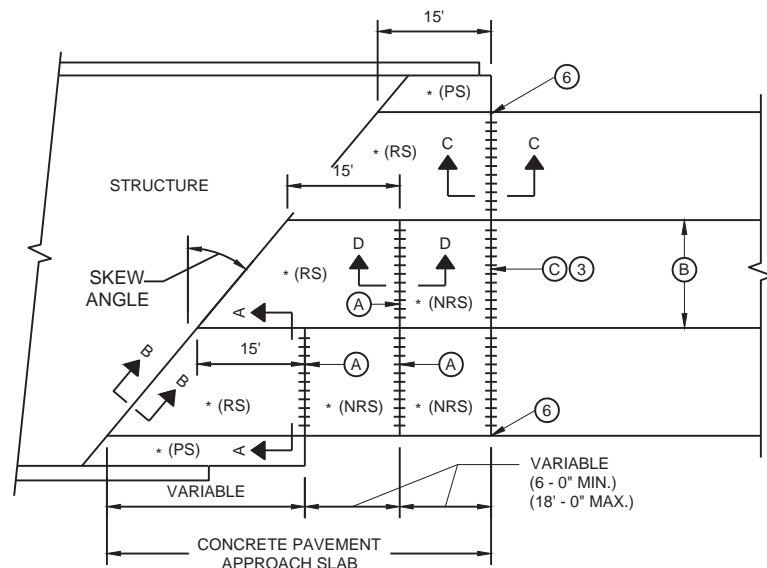 15'
* (PS)
6
C
C
* (RS)
15'
STRUCTURE
D
D
C
3
B
SKEW
ANGLE
* (RS)
A
* (NRS)
A
15'
A
A
B
B
* (RS)
* (NRS)
* (NRS)
6
* (PS)
A
VARIABLE
VARIABLE
(6 - 0" MIN.)
(18' - 0" MAX.)
CONCRETE PAVEMENT
APPROACH SLAB